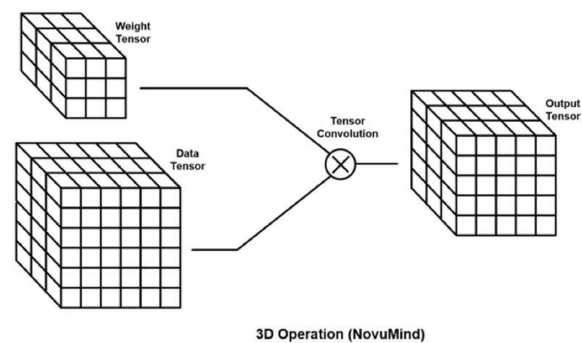 Weight
Tensor
Data
Tensor
Tensor
Convolution
Output
Tensor
3D Operation (NovuMind)